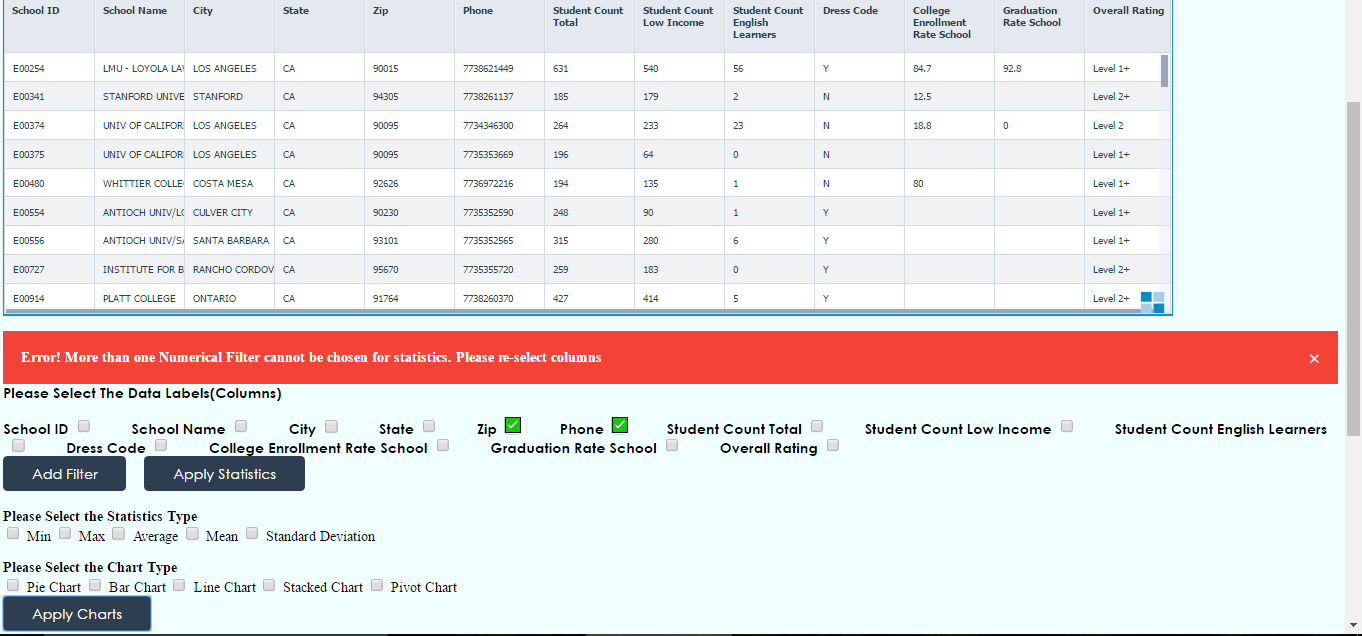 School ID School Name City State Zip Phone Student Count Total Student Count Low Income Student Count English Learners Dress Code College Enrollment Rate School Graduation Rate School Overall Rating
E00254 LMU - LOYOLA LA LOS ANGELES CA 90015 7738621449 631 540 56 Y 84.7 92.8 Level 1+
E00341 STANFORD UNIVE STANFORD CA 94305 7738261137 185 179 2 N 12.5 Level 2+
E00374 UNIV OF CALIFOR LOS ANGELES CA 90095 7734346300 264 233 23 N 18.8 0 Level 2
E00375 UNIV OF CALIFOR LOS ANGELES CA 90095 7735353669 196 64 0 N Level 1+
E00480 WHITTIER COLLE COSTA MESA CA 92626 7736972216 194 135 1 N 80 Level 1+
E00554 ANTIOCH UNIV/LO CULVER CITY CA 90230 7735352590 248 90 1 Y Level 1+
E00556 ANTIOCH UNIV/SA SANTA BARBARA CA 93101 7735352565 315 280 6 Y Level 1+
E00727 INSTITUTE FOR B RANCHO CORDOV CA 95670 7735355720 259 183 0 Y Level 2+
E00914 PLATT COLLEGE ONTARIO CA 91764 7738260370 427 414 5 Y Level 2+
Error! More than one Numerical Filter cannot be chosen for statistics. Please re-select columns ×
Please Select The Data Labels(Columns)
School ID School Name City State Zip Phone Student Count Total Student Count Low Income Student Count English Learners
Dress Code College Enrollment Rate School Graduation Rate School Overall Rating
Add Filter Apply Statistics
Please Select the Statistics Type
Min Max Average Mean Standard Deviation
Please Select the Chart Type
Pie Chart Bar Chart Line Chart Stacked Chart Pivot Chart
Apply Charts